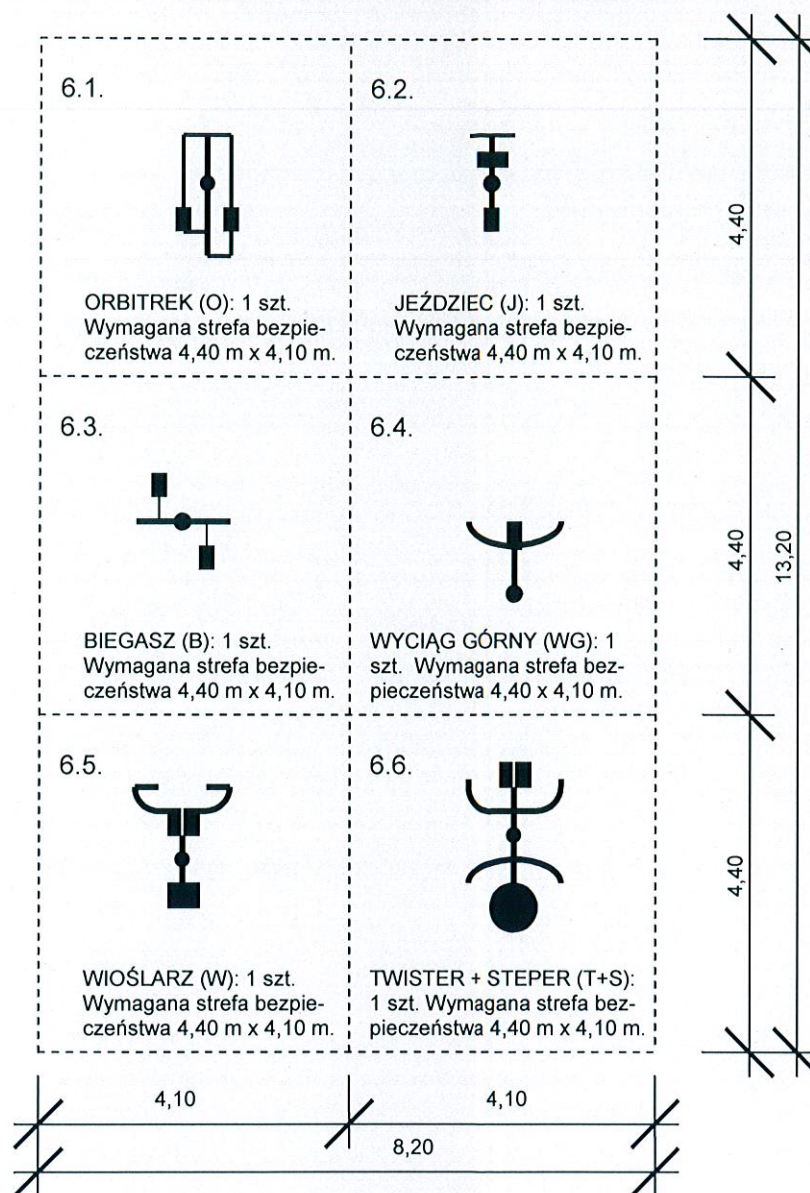 6.1.
ORBITREK (O): 1 szt.
Wymagana strefa bezpie-
czeństwa 4,40 m x 4,10 m.
6.2.
JEŹDZIEC (J): 1 szt.
Wymagana strefa bezpie-
czeństwa 4,40 m x 4,10 m.
4,40
6.3.
BIEGASZ (B): 1 szt.
Wymagana strefa bezpie-
czeństwa 4,40 m x 4,10 m.
6.4.
WYCIĄG GÓRNY (WG): 1
szt. Wymagana strefa bez-
pieczeństwa 4,40 x 4,10 m.
4,40
13,20
6.5.
WIOŚLARZ (W): 1 szt.
Wymagana strefa bezpie-
czeństwa 4,40 m x 4,10 m.
6.6.
TWISTER + STEPER (T+S):
1 szt. Wymagana strefa bez-
pieczeństwa 4,40 m x 4,10 m.
4,40
4,10
4,10
8,20